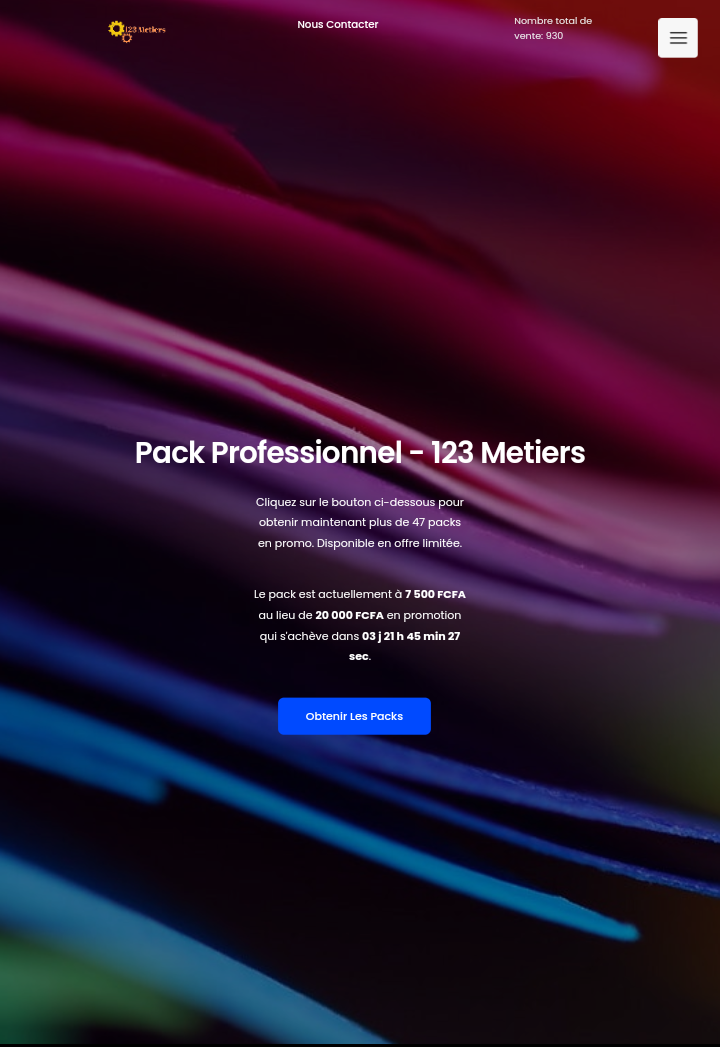 123 Metiers
Nous Contacter
Nombre total de
vente: 930
Pack Professionnel - 123 Metiers
Cliquez sur le bouton ci-dessous pour
obtenir maintenant plus de 47 packs
en promo. Disponible en offre limitée.
Le pack est actuellement à 7 500 FCFA
au lieu de 20 000 FCFA en promotion
qui s'achève dans 03 j 21 h 45 min 27
sec.
Obtenir Les Packs